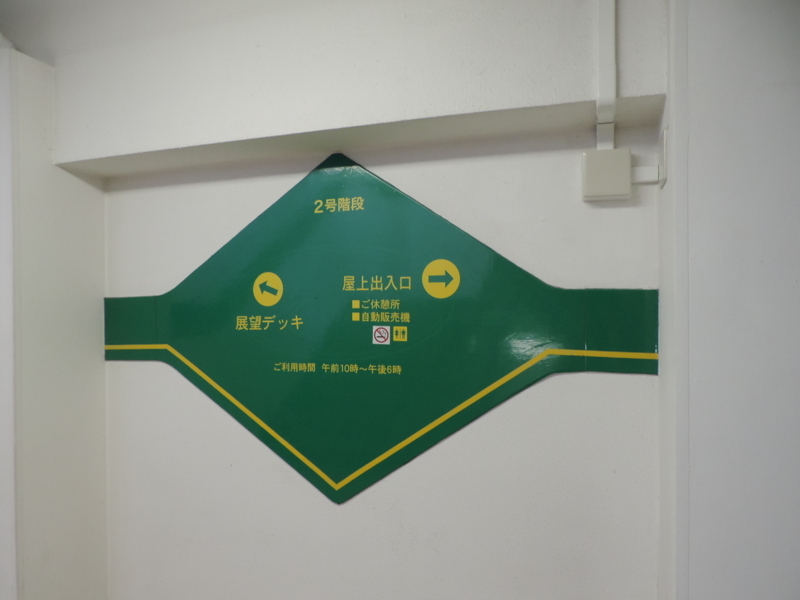 2号階段
屋上出入口
■ご休憩所
■自動販売機
展望デッキ
ご利用時間 午前10時～午後6時